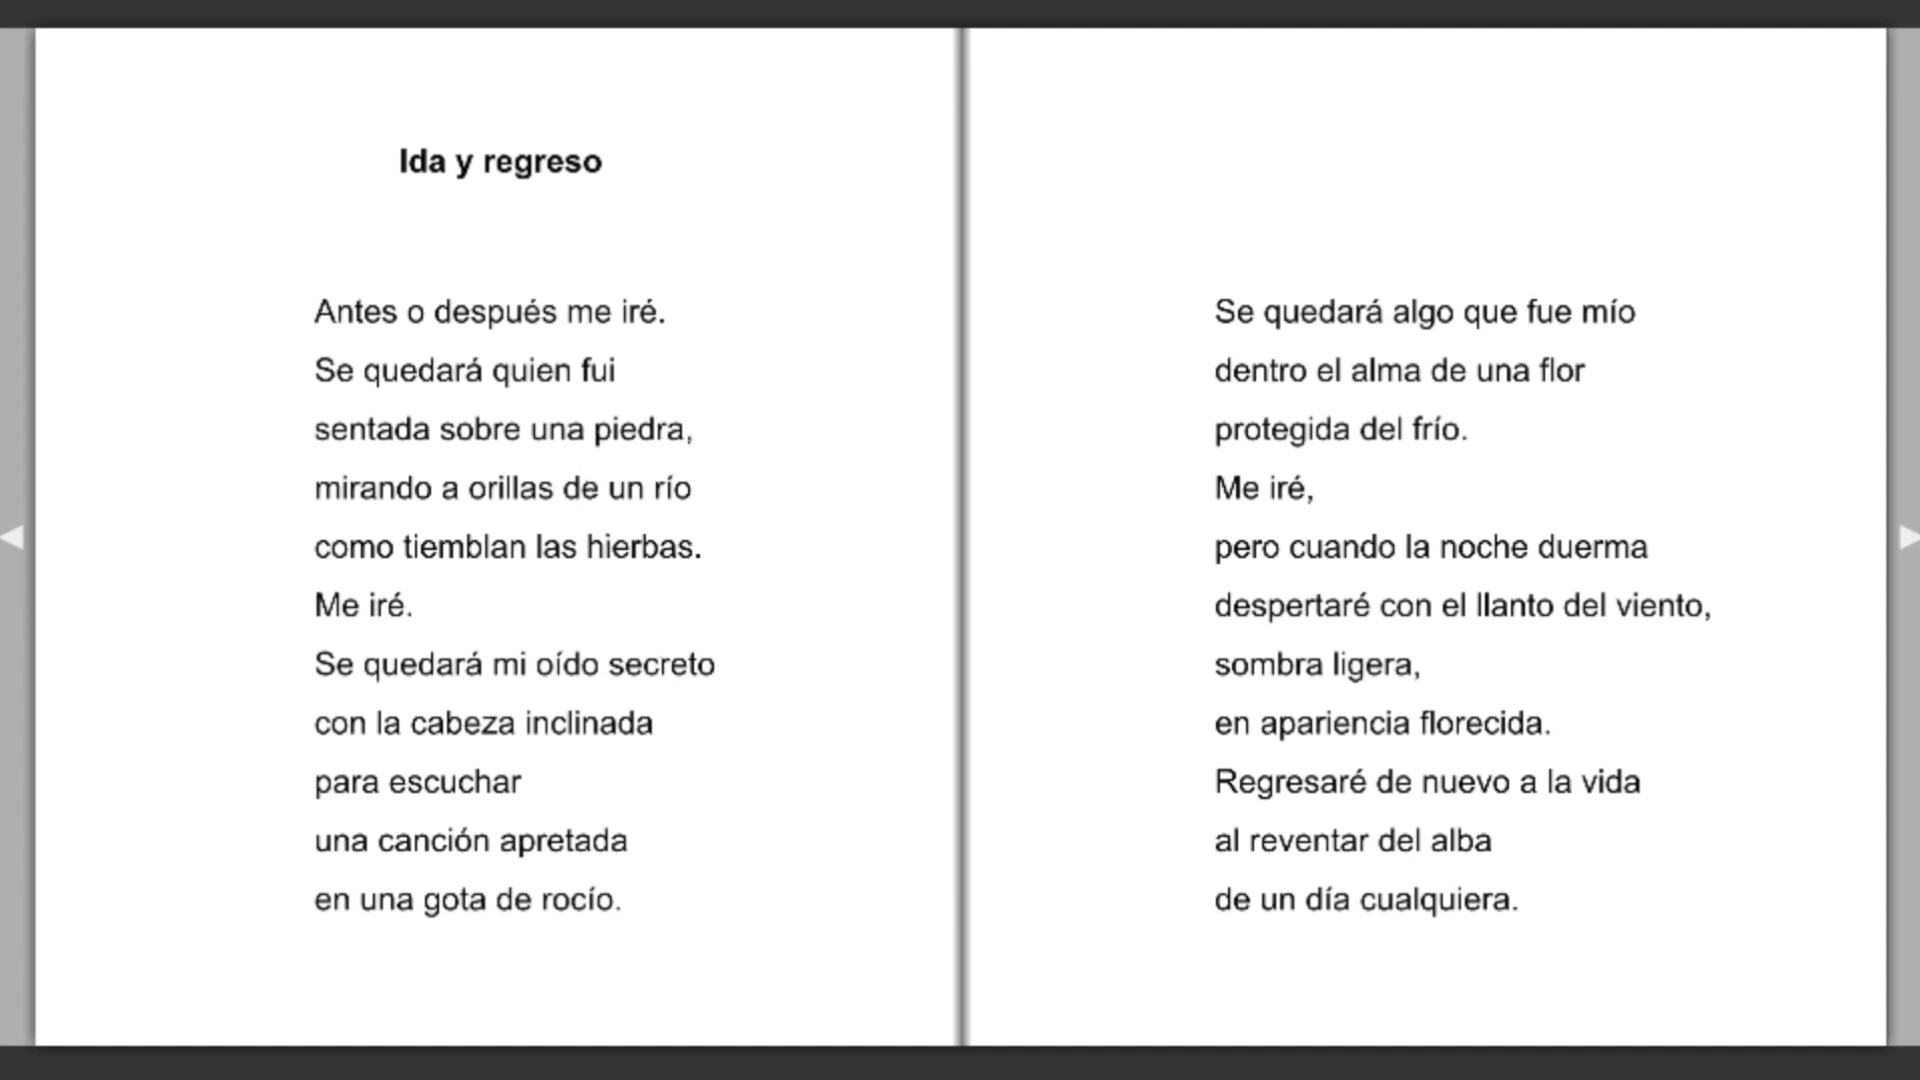 Ida y regreso
Antes o después me iré.
Se quedará quien fui
sentada sobre una piedra,
mirando a orillas de un río
como tiemblan las hierbas.
Me iré.
Se quedará mi oído secreto
con la cabeza inclinada
para escuchar
una canción apretada
en una gota de rocío.
Se quedará algo que fue mío
dentro el alma de una flor
protegida del frío.
Me iré,
pero cuando la noche duerma
despertaré con el llanto del viento,
sombra ligera,
en apariencia florecida.
Regresaré de nuevo a la vida
al reventar del alba
de un día cualquiera.